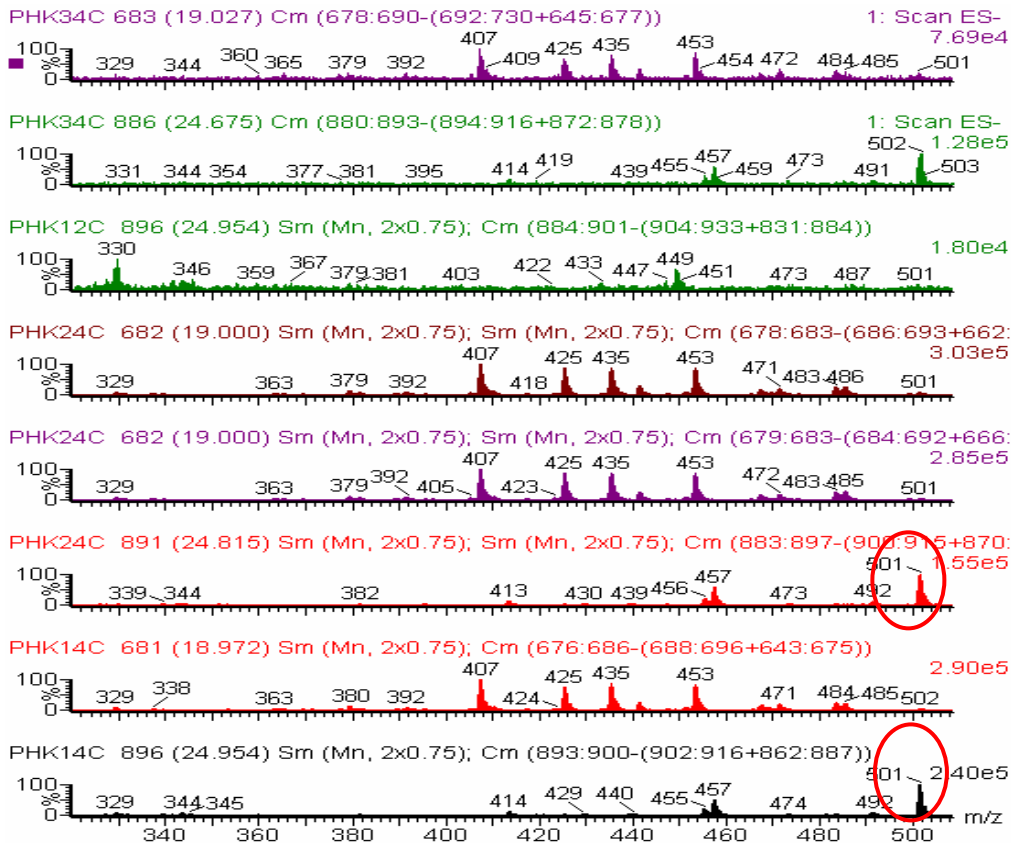 PHK34C 683 (19.027) Cm (678:690-(692:730+645:677)) 1: Scan ES-
7.69e4
100 % 0
329 344 360 365 379 392 407 409 425 435 453 454 472 484 485 501
PHK34C 886 (24.675) Cm (880:893-(894:916+872:878)) 1: Scan ES-
1.28e5
100 % 0
331 344 354 377 381 395 414 419 439 455 457 459 473 491 502 503
PHK12C 896 (24.954) Sm (Mn, 2x0.75); Cm (884:901-(904:933+831:884))
1.80e4
100 % 0
330 346 359 367 379 381 403 422 433 447 449 451 473 487 501
PHK24C 682 (19.000) Sm (Mn, 2x0.75); Sm (Mn, 2x0.75); Cm (678:683-(686:693+662:
3.03e5
100 % 0
329 363 379 392 407 418 425 435 453 471 483 486 501
PHK24C 682 (19.000) Sm (Mn, 2x0.75); Sm (Mn, 2x0.75); Cm (679:683-(684:692+666:
2.85e5
100 % 0
329 363 379 392 405 407 423 425 435 453 472 483 485 501
PHK24C 891 (24.815) Sm (Mn, 2x0.75); Sm (Mn, 2x0.75); Cm (883:897-(900:915+870:
1.55e5
100 % 0
339 344 382 413 430 439 456 457 473 492 501
PHK14C 681 (18.972) Sm (Mn, 2x0.75); Cm (676:686-(688:696+643:675))
2.90e5
100 % 0
329 338 363 380 392 407 424 425 435 453 471 484 485 502
PHK14C 896 (24.954) Sm (Mn, 2x0.75); Cm (893:900-(902:916+862:887))
2.40e5
100 % 0
329 344 345 414 429 440 455 457 474 492 501
340 360 380 400 420 440 460 480 500 m/z